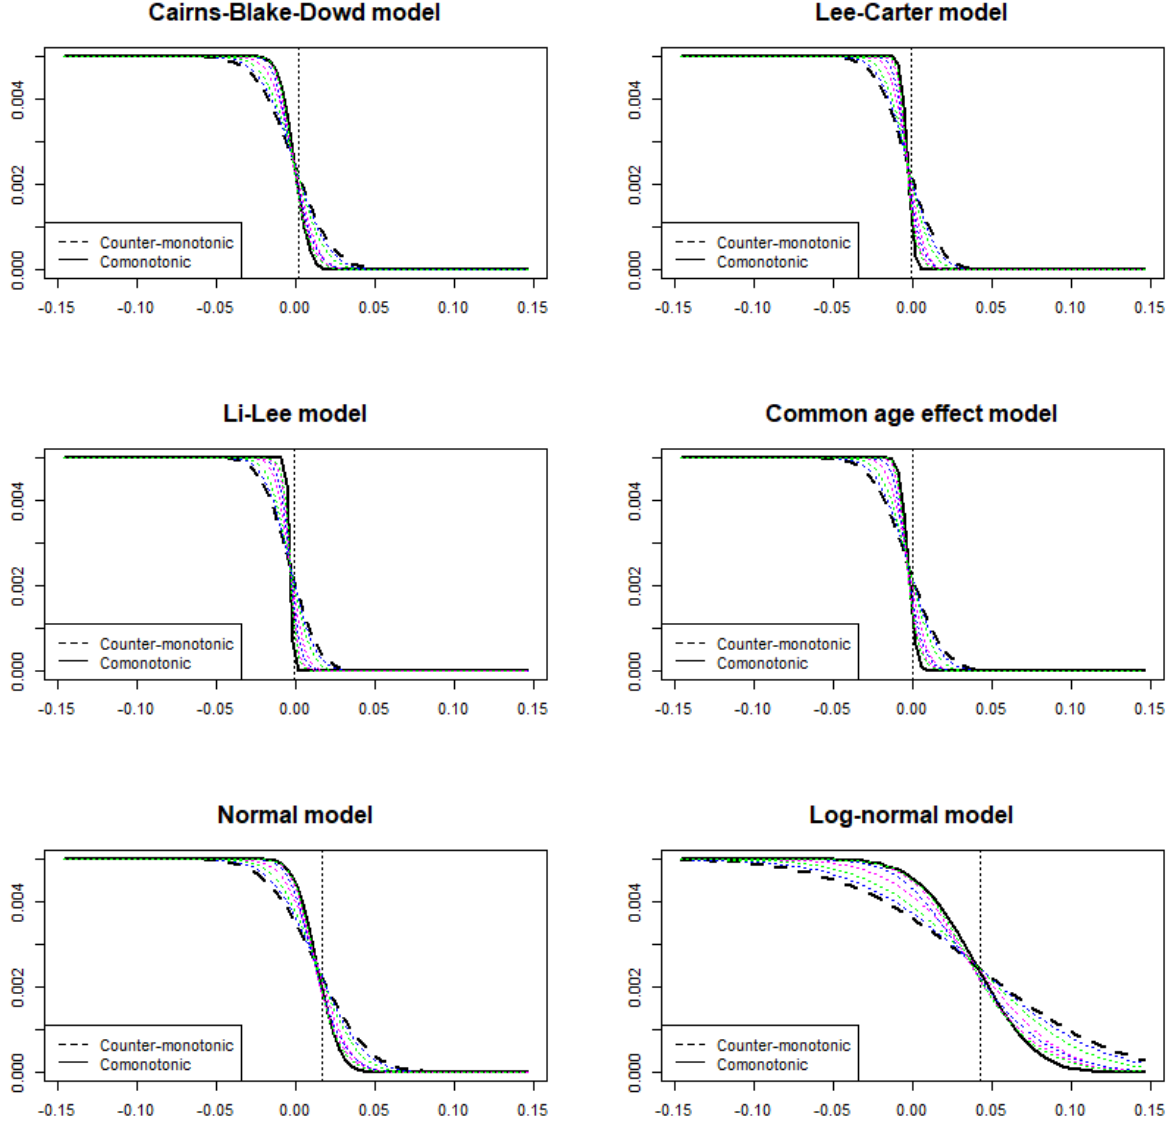 Cairns-Blake-Dowd model
0.004
0.002
0.000
Counter-monotonic
Comonotonic
-0.15 -0.10 -0.05 0.00 0.05 0.10 0.15
Lee-Carter model
0.004
0.002
0.000
Counter-monotonic
Comonotonic
-0.15 -0.10 -0.05 0.00 0.05 0.10 0.15
Li-Lee model
0.004
0.002
0.000
Counter-monotonic
Comonotonic
-0.15 -0.10 -0.05 0.00 0.05 0.10 0.15
Common age effect model
0.004
0.002
0.000
Counter-monotonic
Comonotonic
-0.15 -0.10 -0.05 0.00 0.05 0.10 0.15
Normal model
0.004
0.002
0.000
Counter-monotonic
Comonotonic
-0.15 -0.10 -0.05 0.00 0.05 0.10 0.15
Log-normal model
0.004
0.002
0.000
Counter-monotonic
Comonotonic
-0.15 -0.10 -0.05 0.00 0.05 0.10 0.15